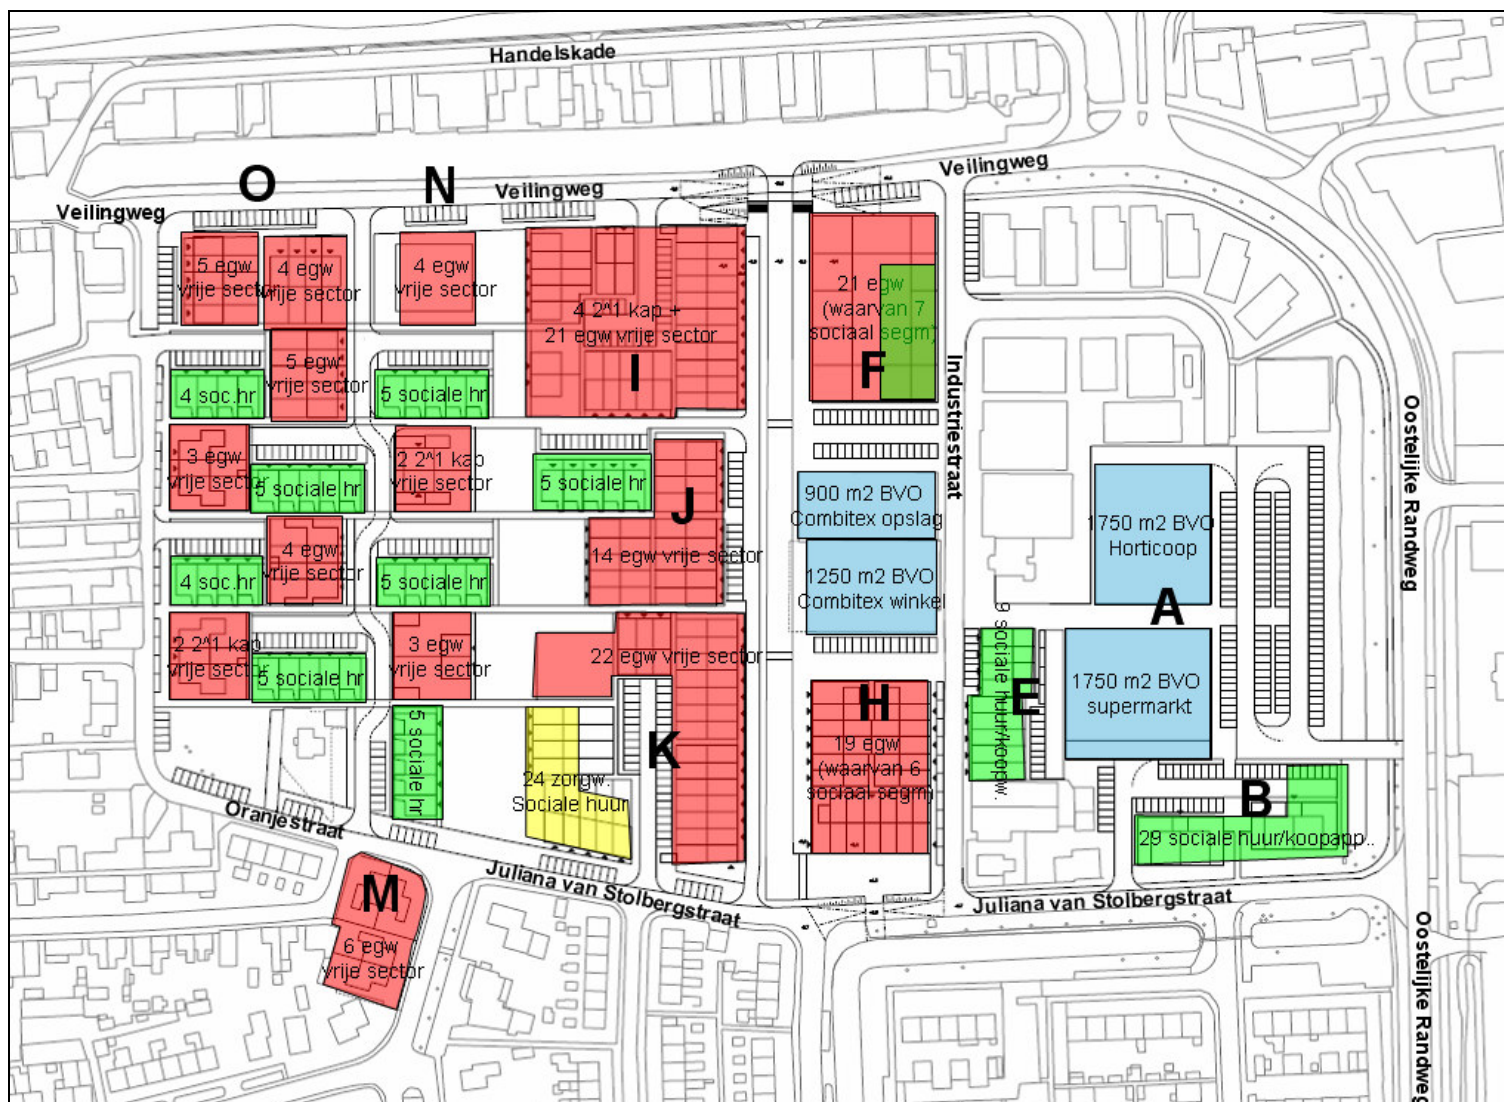 Handelskade
O
N
Veilingweg
Veilingweg
Veilingweg
5 egw
vrije sector
4 egw
vrije sector
4 egw
vrije sector
4 2^1 kap +
21 egw vrije sector
I
21 egw
(waarvan 7
sociaal segm)
F
5 egw
vrije sector
4 soc.hr
5 sociale hr
Industriestraat
Oostelijke Randweg
3 egw
vrije sector
5 sociale hr
2 2^1 kap
vrije sector
5 sociale hr
J
14 egw vrije sector
900 m2 BVO
Combitex opslag
1250 m2 BVO
Combitex winkel
1750 m2 BVO
Horticoop
A
4 egw
vrije sector
4 soc.hr
5 sociale hr
2 2^1 kap
vrije sector
5 sociale hr
3 egw
vrije sector
22 egw vrije sector
9 sociale huur/koopw.
E
1750 m2 BVO
supermarkt
5 sociale hr
24 zorgw.
Sociale huur
K
H
19 egw
(waarvan 6
sociaal segm)
B
29 sociale huur/koopapp..
Oranjestraat
Juliana van Stolbergstraat
Juliana van Stolbergstraat
M
6 egw
vrije sector
Oostelijke Randweg